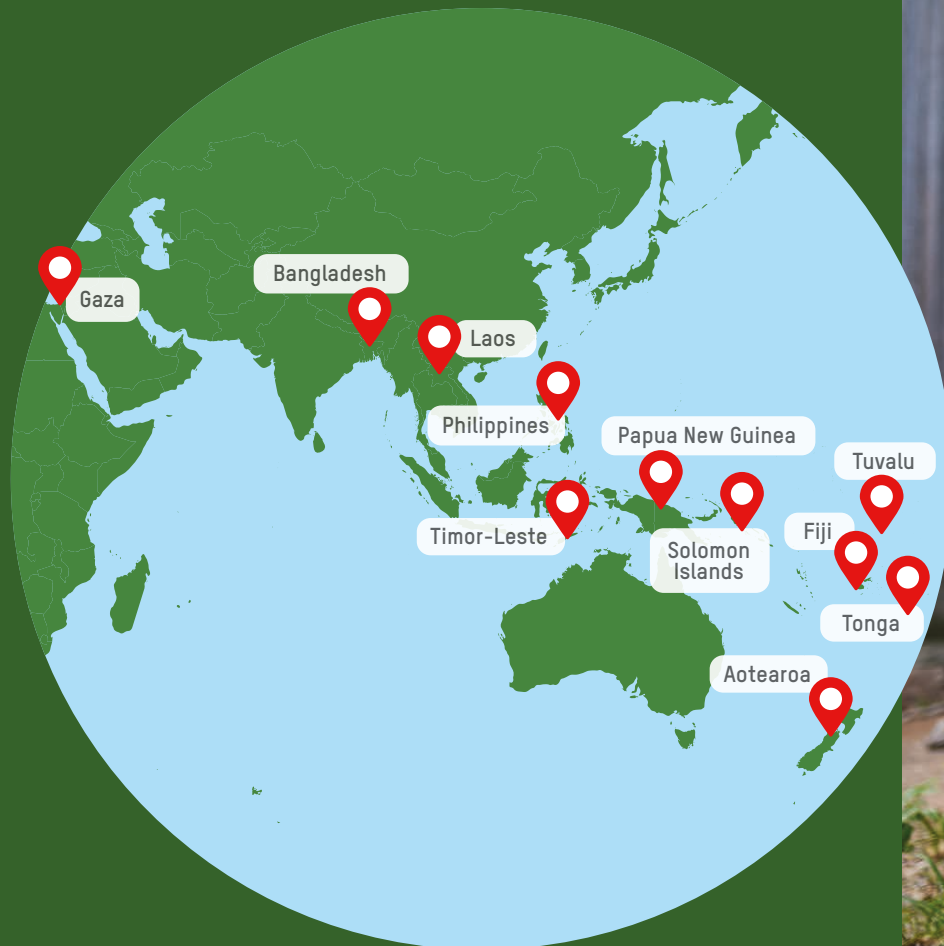 Bangladesh
Gaza
Laos
Philippines
Papua New Guinea
Tuvalu
Timor-Leste
Fiji
Solomon
Islands
Tonga
Aotearoa